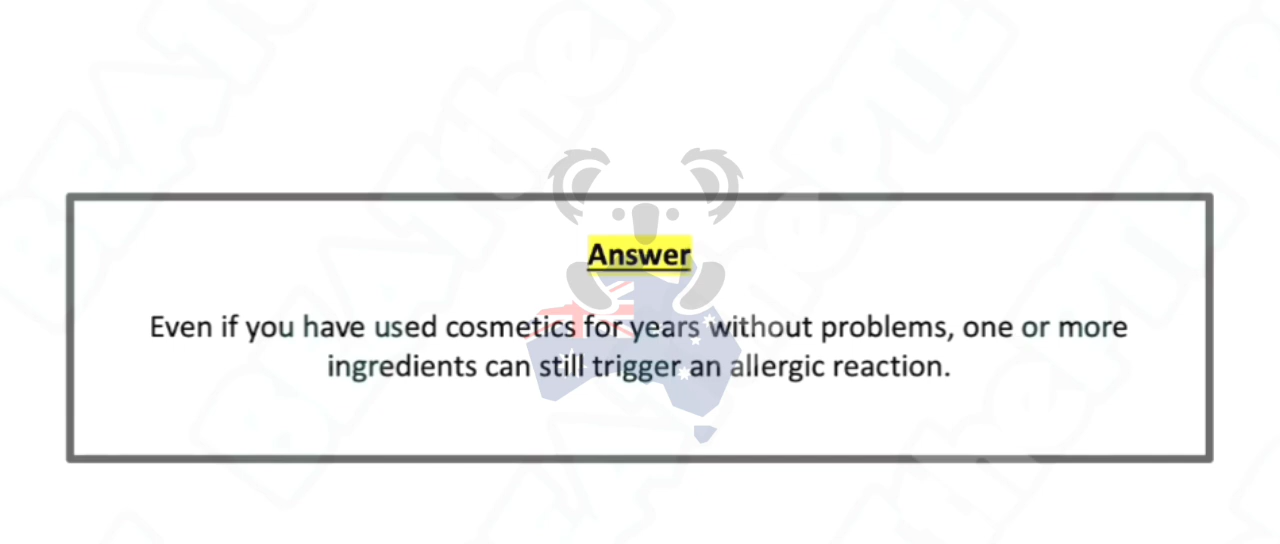 Answer
Even if you have used cosmetics for years without problems, one or more
ingredients can still trigger an allergic reaction.